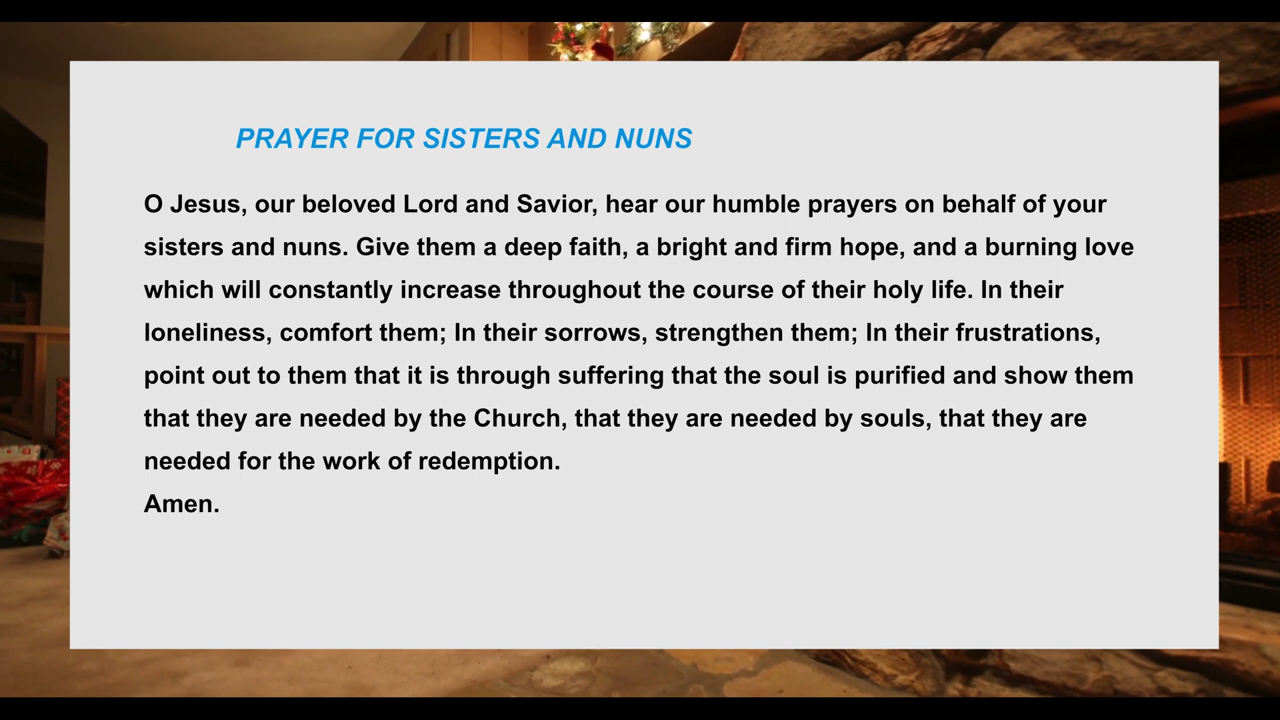 PRAYER FOR SISTERS AND NUNS
O Jesus, our beloved Lord and Savior, hear our humble prayers on behalf of your
sisters and nuns. Give them a deep faith, a bright and firm hope, and a burning love
which will constantly increase throughout the course of their holy life. In their
loneliness, comfort them; In their sorrows, strengthen them; In their frustrations,
point out to them that it is through suffering that the soul is purified and show them
that they are needed by the Church, that they are needed by souls, that they are
needed for the work of redemption.
Amen.